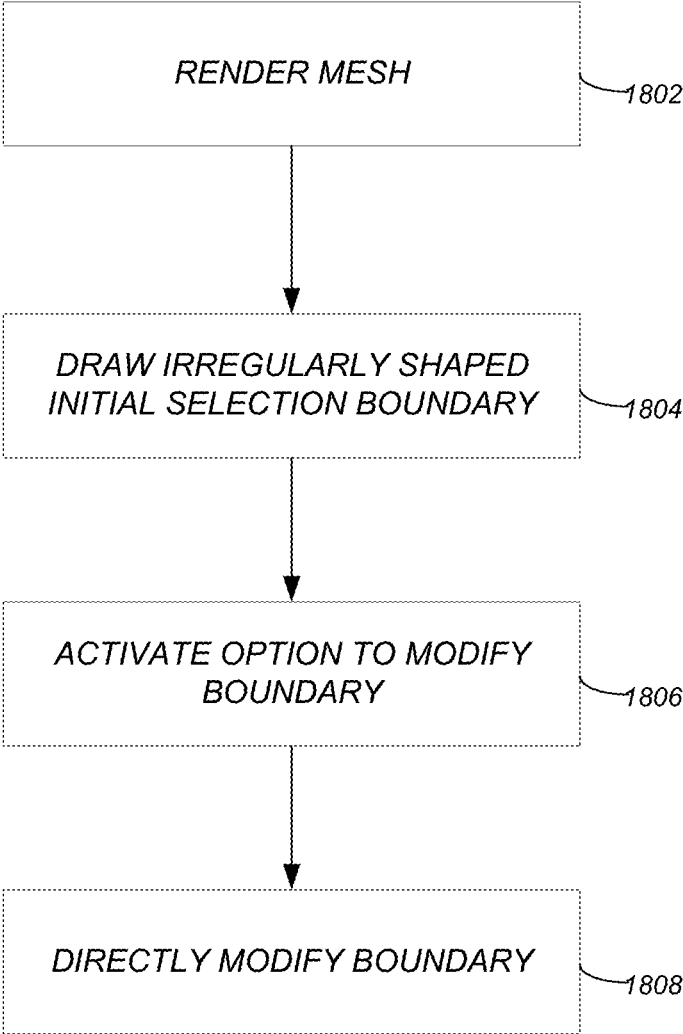 RENDER MESH
1802
DRAW IRREGULARLY SHAPED
INITIAL SELECTION BOUNDARY
1804
ACTIVATE OPTION TO MODIFY
BOUNDARY
1806
DIRECTLY MODIFY BOUNDARY
1808